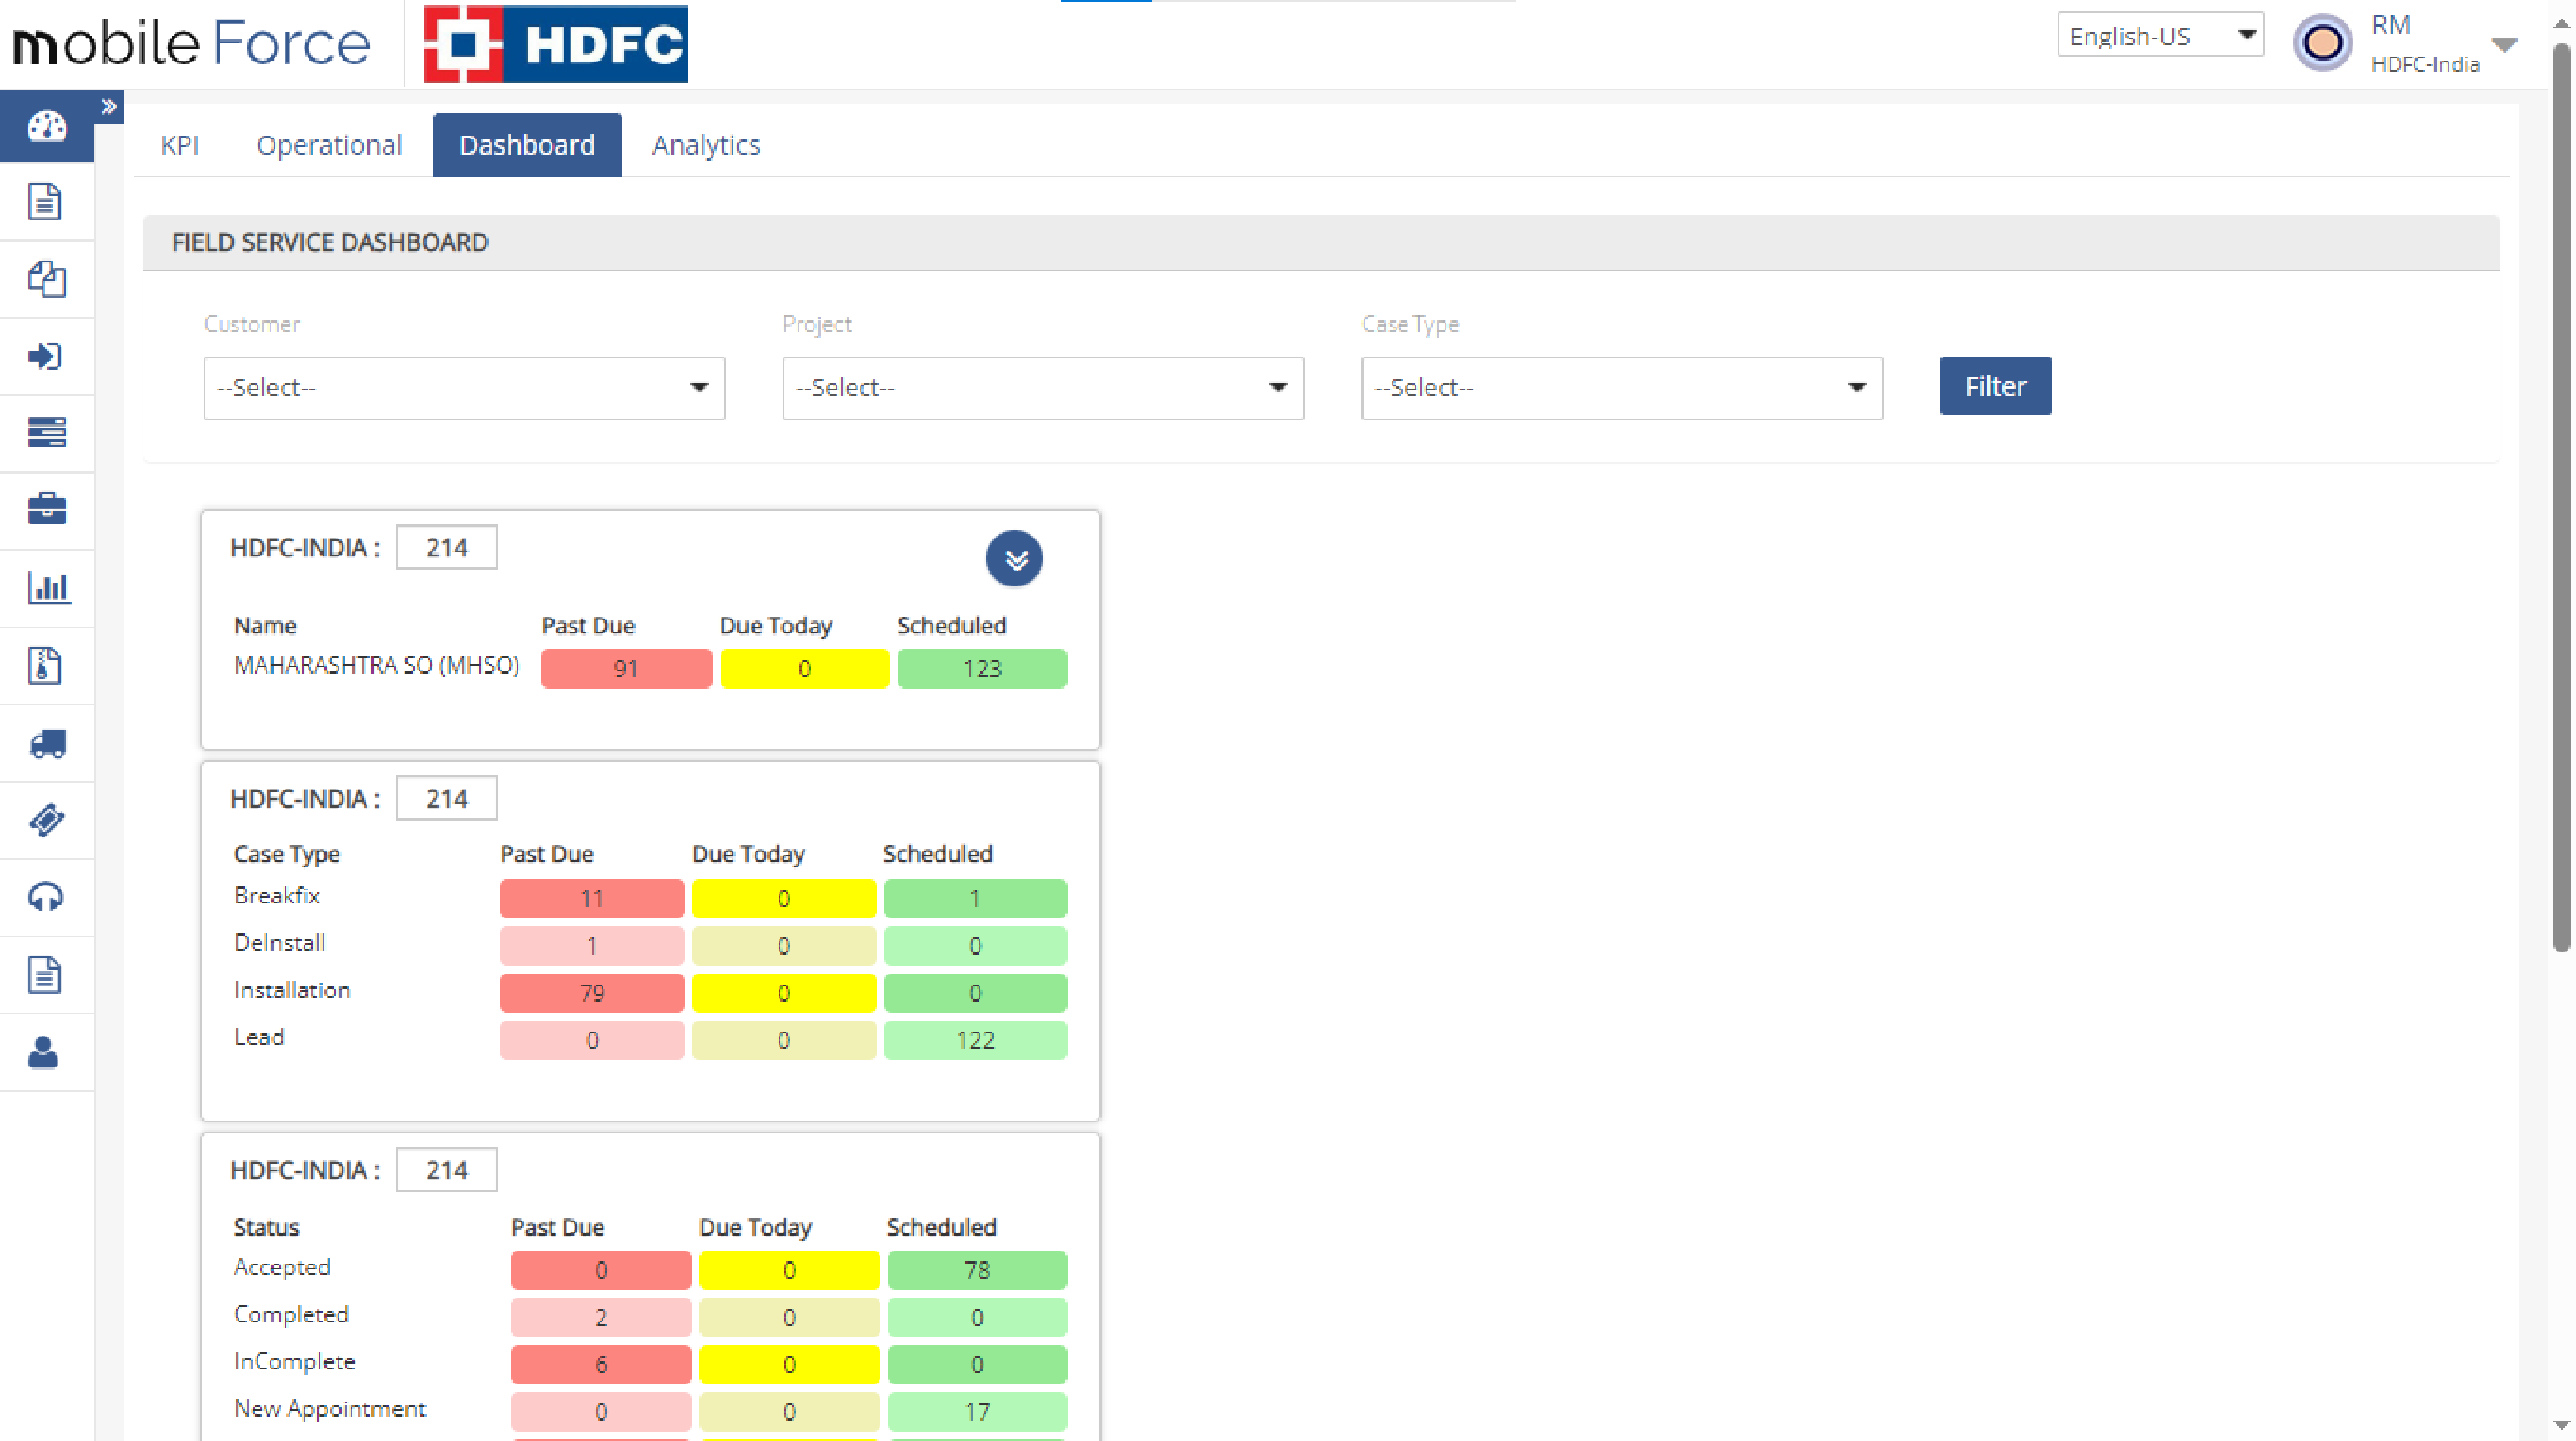 mobile Force HDFC English-US RM
HDFC-India
KPI Operational Dashboard Analytics
FIELD SERVICE DASHBOARD
Customer Project Case Type
--Select-- --Select-- --Select-- Filter
HDFC-INDIA : 214
Name Past Due Due Today Scheduled
MAHARASHTRA SO (MHSO) 91 0 123
HDFC-INDIA : 214
Case Type Past Due Due Today Scheduled
Breakfix 11 0 1
DeInstall 1 0 0
Installation 79 0 0
Lead 0 0 122
HDFC-INDIA : 214
Status Past Due Due Today Scheduled
Accepted 0 0 78
Completed 2 0 0
InComplete 6 0 0
New Appointment 0 0 17